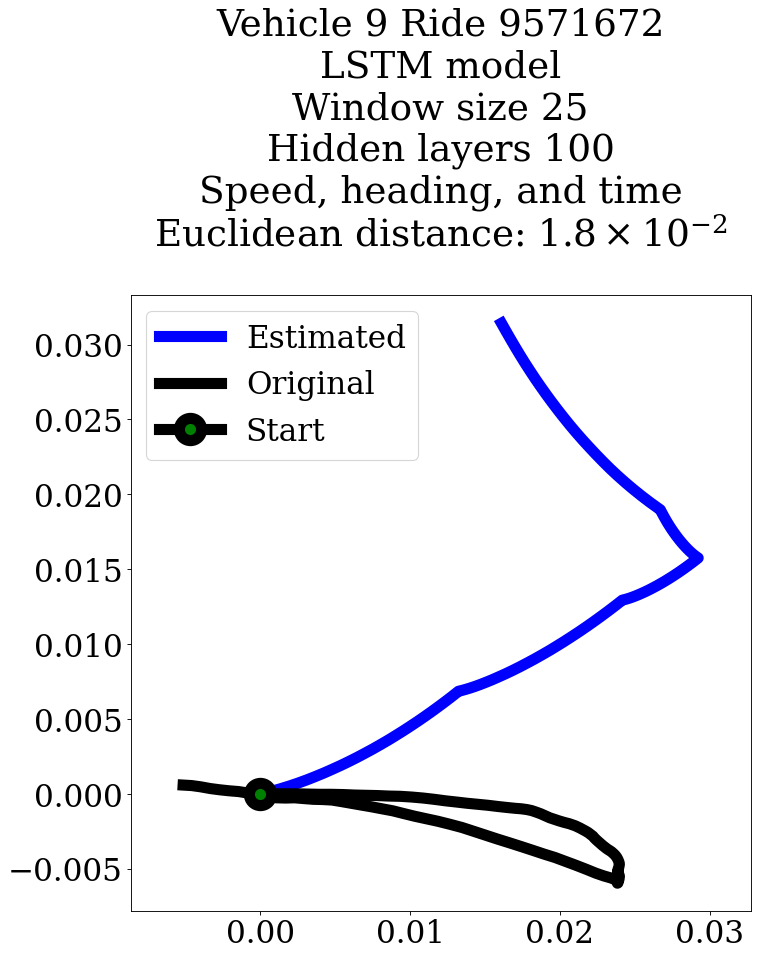 Vehicle 9 Ride 9571672
LSTM model
Window size 25
Hidden layers 100
Speed, heading, and time
Euclidean distance: 1.8 × 10⁻²
Estimated
Original
Start
0.030
0.025
0.020
0.015
0.010
0.005
0.000
−0.005
0.00 0.01 0.02 0.03